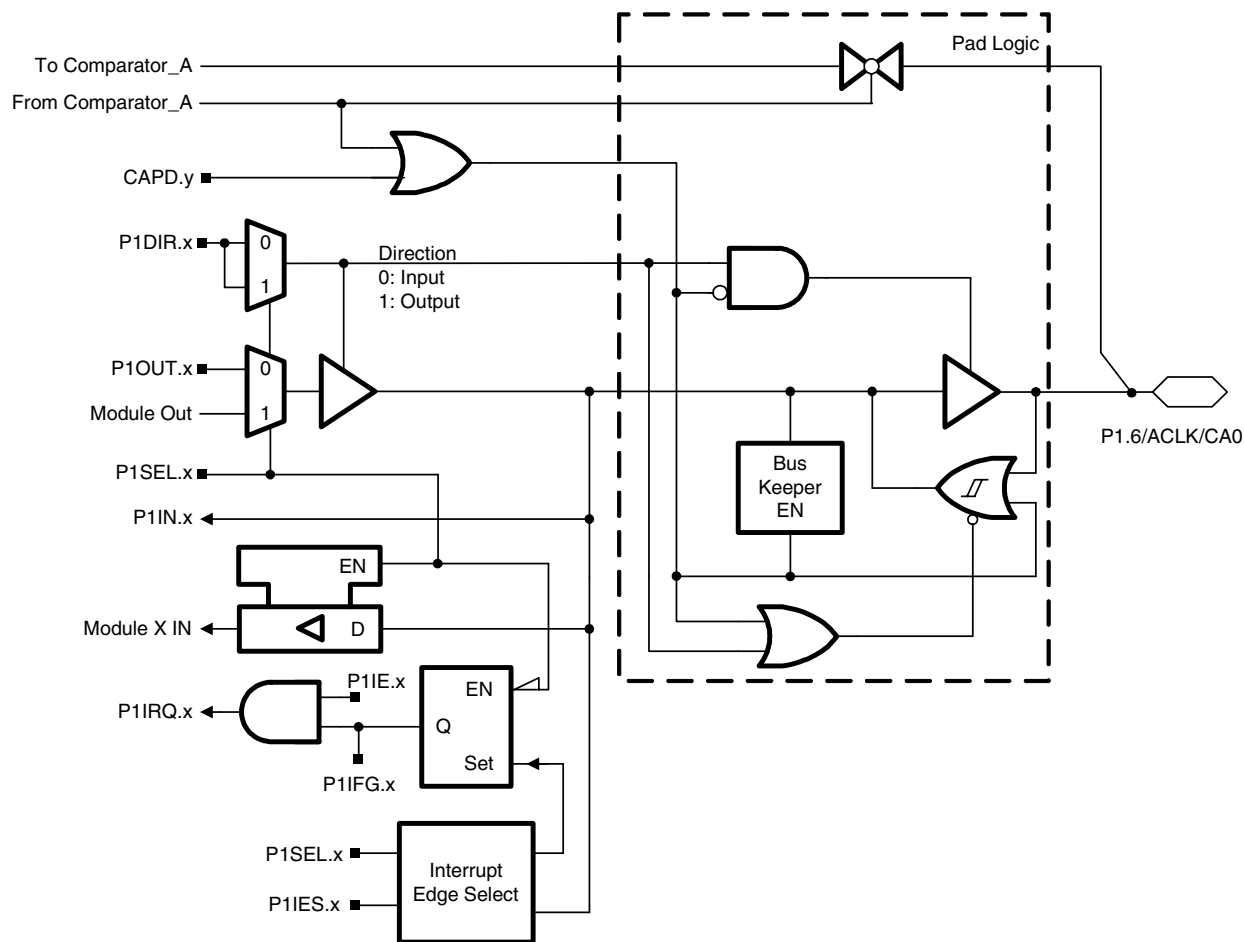 Pad Logic
To Comparator_A
From Comparator_A
CAPD.y
P1DIR.x
0
1
Direction
0: Input
1: Output
P1OUT.x
0
Module Out
1
P1.6/ACLK/CA0
P1SEL.x
Bus
Keeper
EN
P1IN.x
EN
Module X IN
D
P1IE.x
EN
P1IRQ.x
Q
Set
P1IFG.x
P1SEL.x
Interrupt
Edge Select
P1IES.x